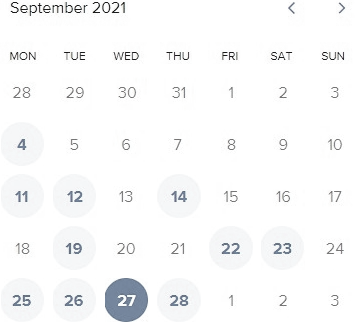 September 2021
MON TUE WED THU FRI SAT SUN
28 29 30 31 1 2 3
4 5 6 7 8 9 10
11 12 13 14 15 16 17
18 19 20 21 22 23 24
25 26 27 28 1 2 3